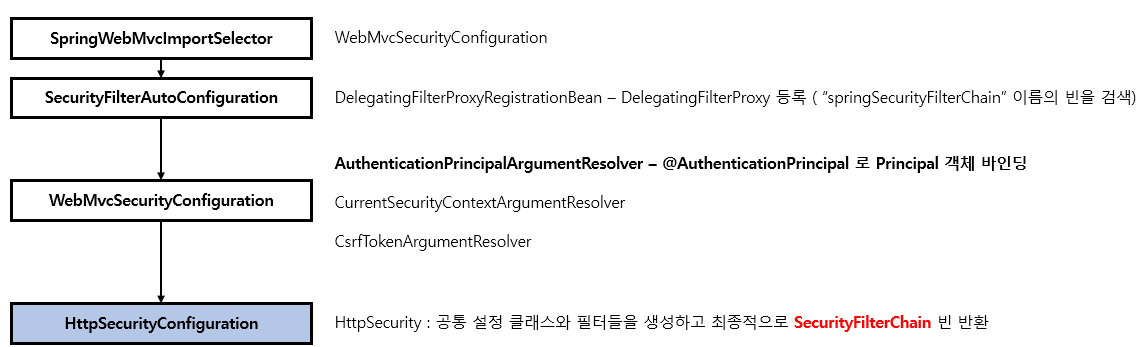 SpringWebMvcImportSelector
WebMvcSecurityConfiguration
SecurityFilterAutoConfiguration
DelegatingFilterProxyRegistrationBean – DelegatingFilterProxy 등록 ( “springSecurityFilterChain” 이름의 빈을 검색)
AuthenticationPrincipalArgumentResolver – @AuthenticationPrincipal 로 Principal 객체 바인딩
WebMvcSecurityConfiguration
CurrentSecurityContextArgumentResolver
CsrfTokenArgumentResolver
HttpSecurityConfiguration
HttpSecurity : 공통 설정 클래스와 필터들을 생성하고 최종적으로 SecurityFilterChain 빈 반환